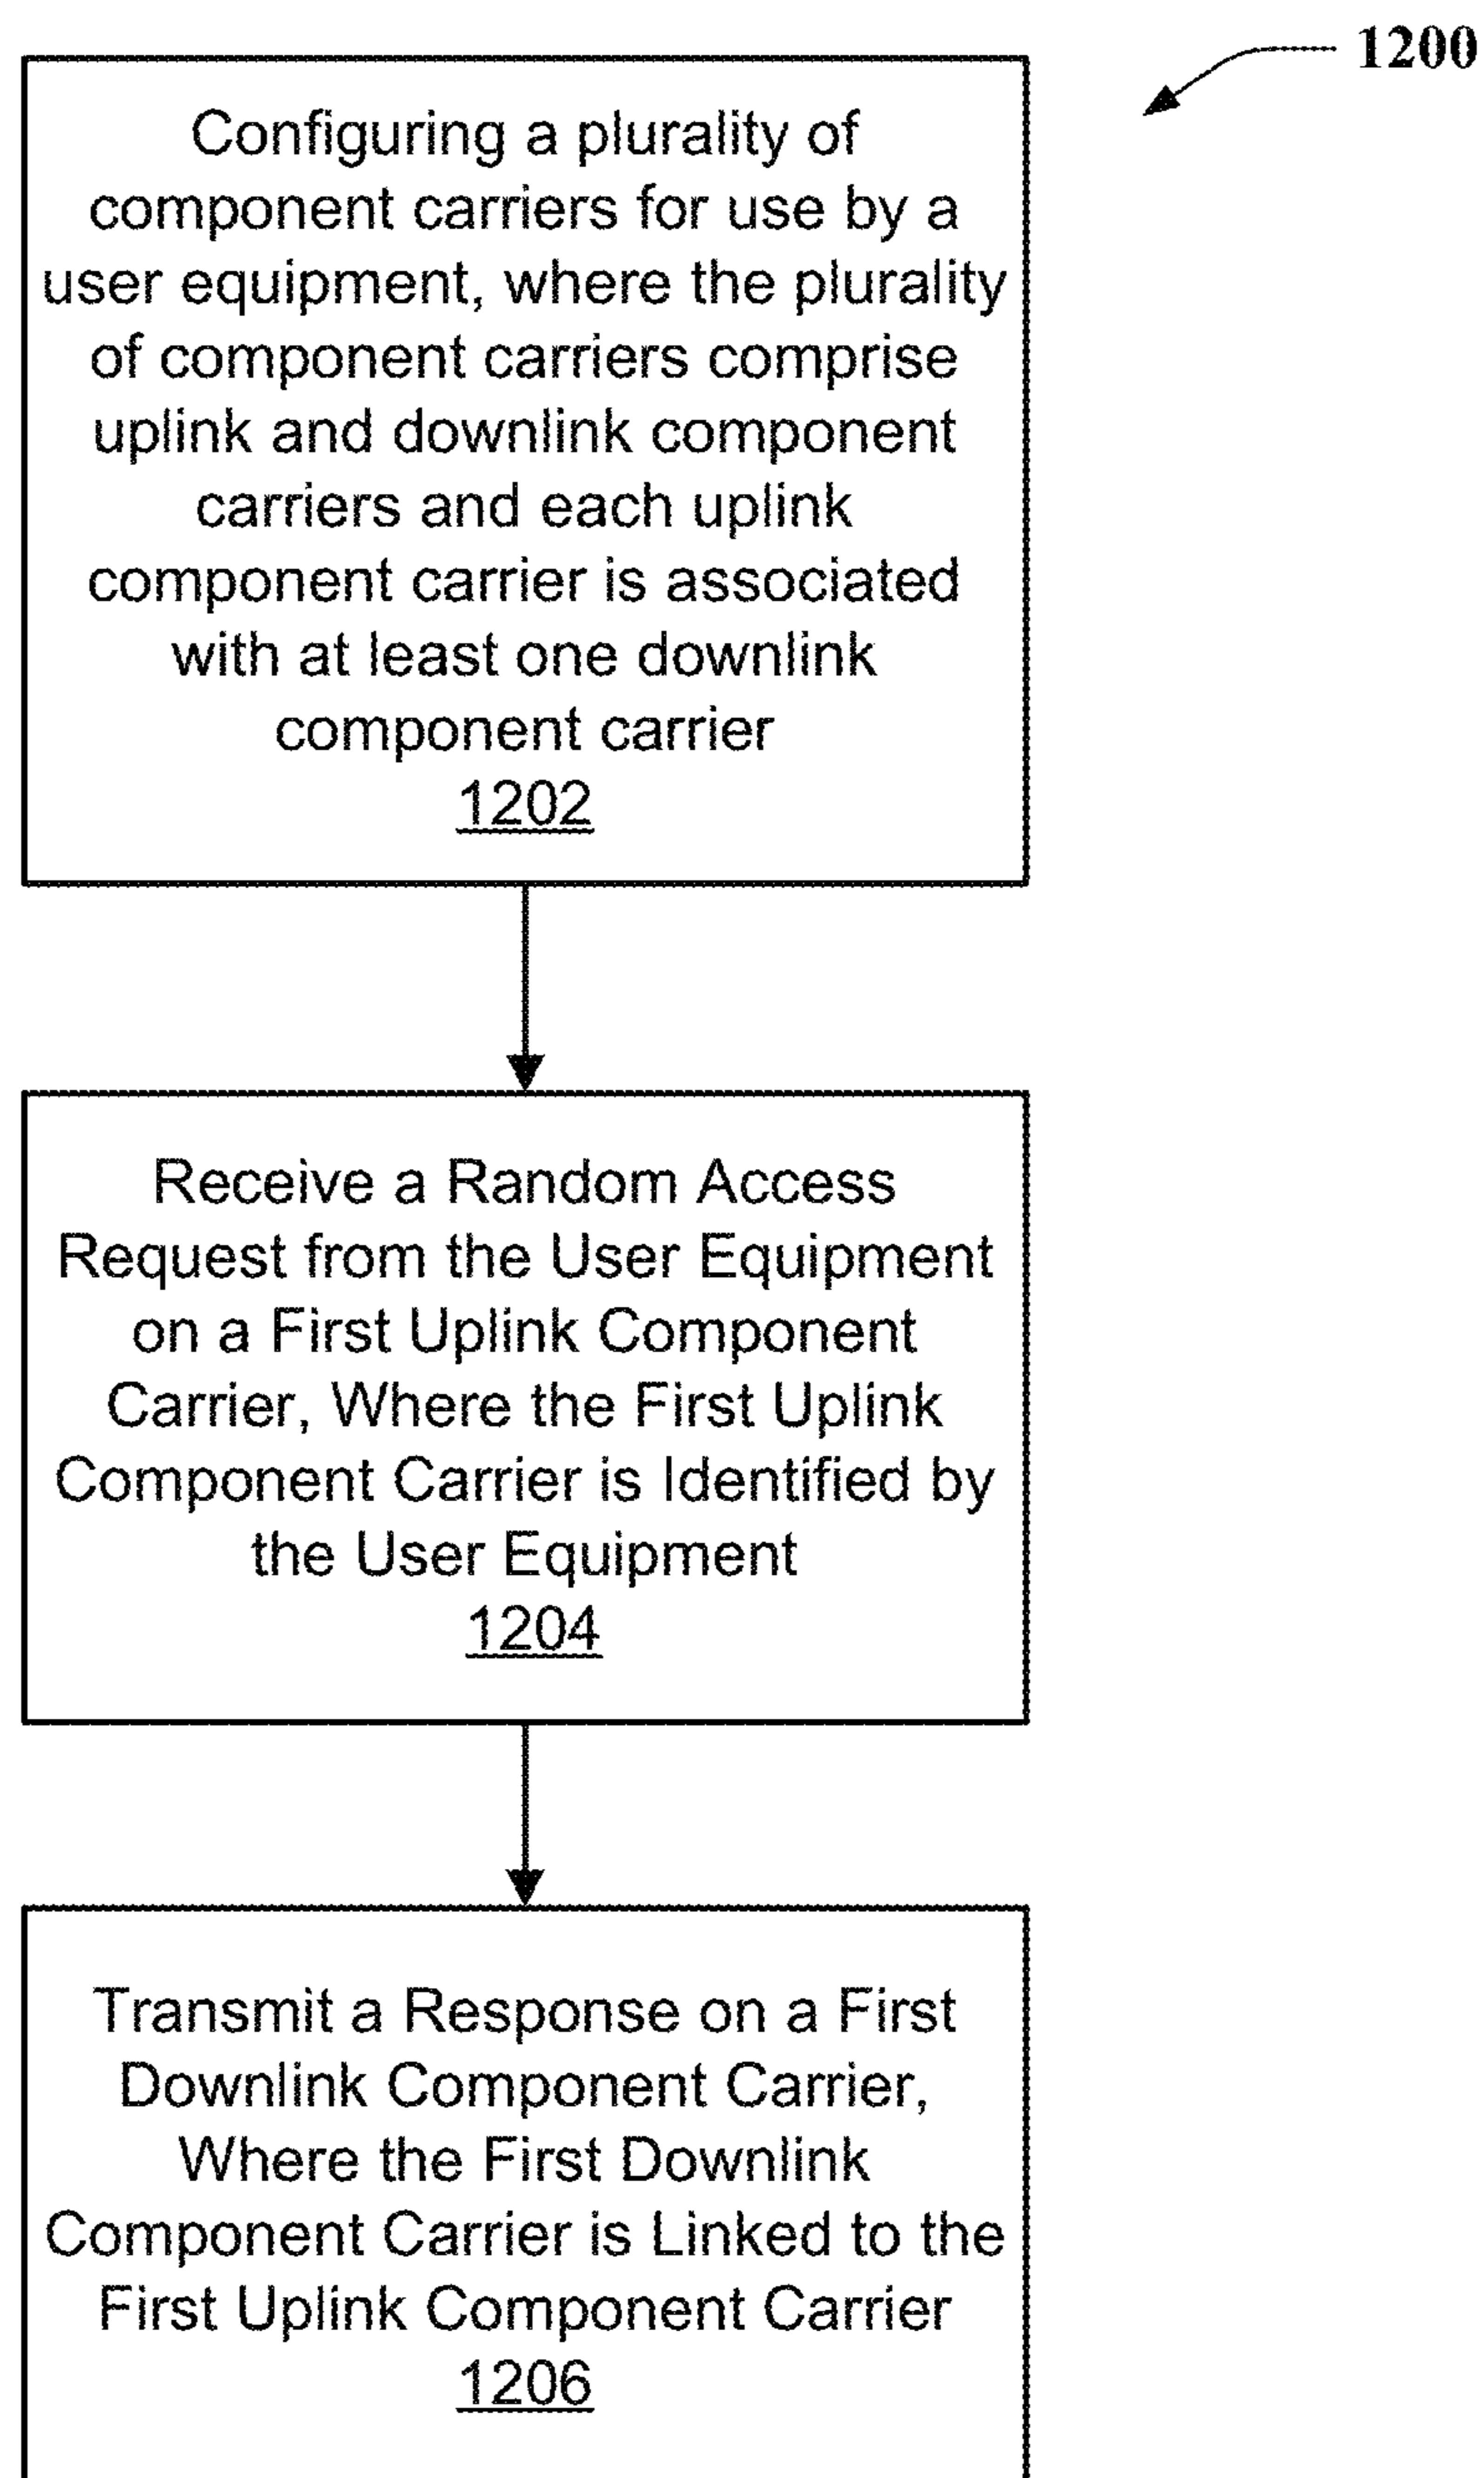 1200
Configuring a plurality of
component carriers for use by a
user equipment, where the plurality
of component carriers comprise
uplink and downlink component
carriers and each uplink
component carrier is associated
with at least one downlink
component carrier
1202
Receive a Random Access
Request from the User Equipment
on a First Uplink Component
Carrier, Where the First Uplink
Component Carrier is Identified by
the User Equipment
1204
Transmit a Response on a First
Downlink Component Carrier,
Where the First Downlink
Component Carrier is Linked to the
First Uplink Component Carrier
1206